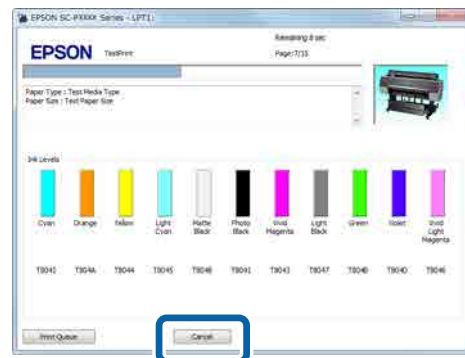 EPSON SC-PXXXX Series - LPT1:
EPSON
TestPrint
Remaining 8 sec
Page:7/15
Paper Type : Test Media Type
Paper Size : Test Paper Size
Ink Levels
Cyan Orange Yellow Light Cyan Matte Black Photo Black Vivid Magenta Light Black Green Violet Vivid Light Magenta
T8042 T804A T8044 T8045 T8048 T8041 T8043 T8047 T804B T804D T8046
Print Queue
Cancel